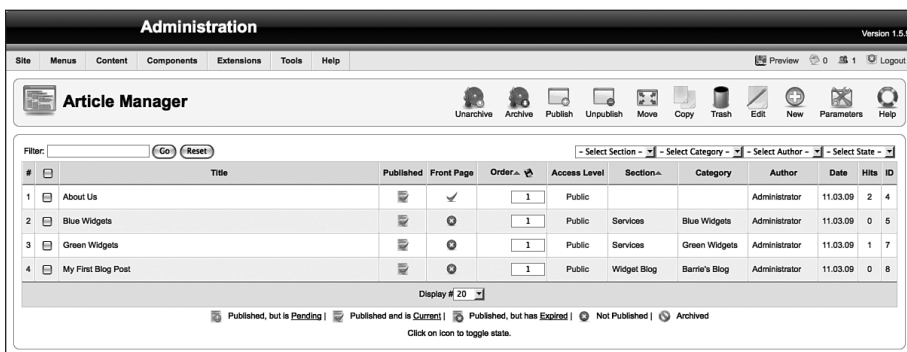 Administration
Version 1.5.9
Site Menus Content Components Extensions Tools Help Preview 0 1 Logout
Article Manager
Unarchive Archive Publish Unpublish Move Copy Trash Edit New Parameters Help
Filter: Go Reset - Select Section - - Select Category - - Select Author - - Select State -
# Title Published Front Page Order Access Level Section Category Author Date Hits ID
1 About Us 1 Public Administrator 11.03.09 2 4
2 Blue Widgets 1 Public Services Blue Widgets Administrator 11.03.09 0 5
3 Green Widgets 1 Public Services Green Widgets Administrator 11.03.09 1 7
4 My First Blog Post 1 Public Widget Blog Barrie's Blog Administrator 11.03.09 0 8
Display # 20
Published, but is Pending | Published and is Current | Published, but has Expired | Not Published | Archived
Click on icon to toggle state.